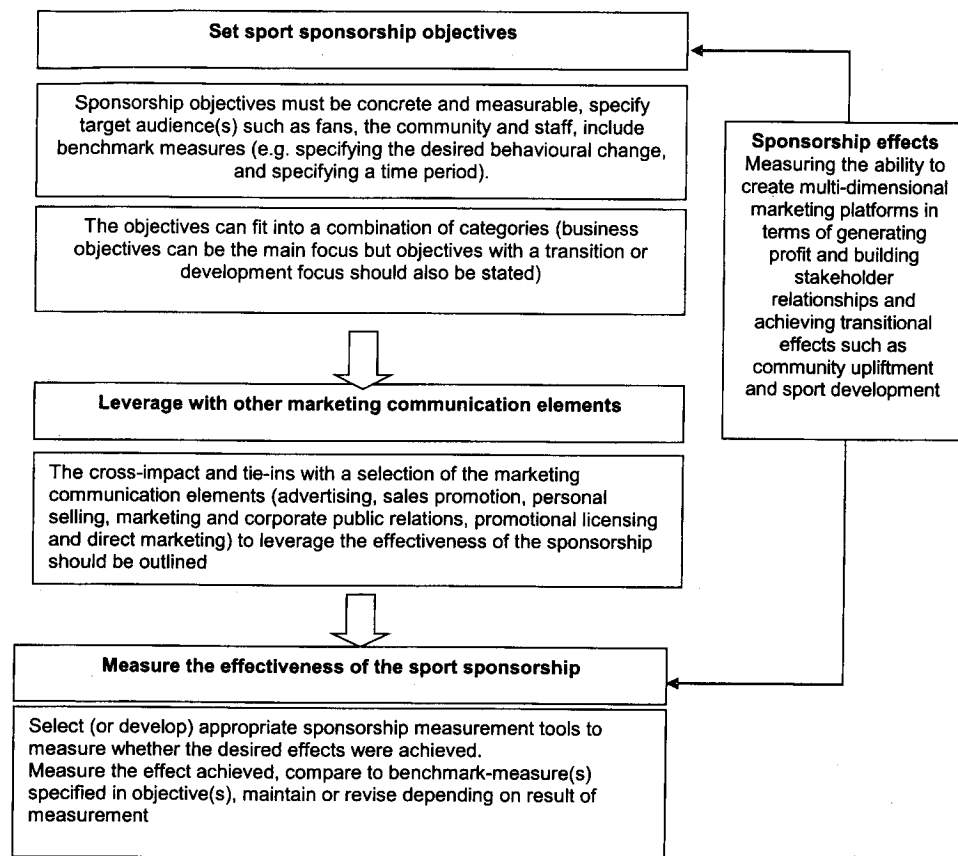 Set sport sponsorship objectives
Sponsorship objectives must be concrete and measurable, specify
target audience(s) such as fans, the community and staff, include
benchmark measures (e.g. specifying the desired behavioural change,
and specifying a time period).
The objectives can fit into a combination of categories (business
objectives can be the main focus but objectives with a transition or
development focus should also be stated)
Leverage with other marketing communication elements
The cross-impact and tie-ins with a selection of the marketing
communication elements (advertising, sales promotion, personal
selling, marketing and corporate public relations, promotional licensing
and direct marketing) to leverage the effectiveness of the sponsorship
should be outlined
Measure the effectiveness of the sport sponsorship
Select (or develop) appropriate sponsorship measurement tools to
measure whether the desired effects were achieved.
Measure the effect achieved, compare to benchmark-measure(s)
specified in objective(s), maintain or revise depending on result of
measurement
Sponsorship effects
Measuring the ability to
create multi-dimensional
marketing platforms in
terms of generating
profit and building
stakeholder
relationships and
achieving transitional
effects such as
community upliftment
and sport development